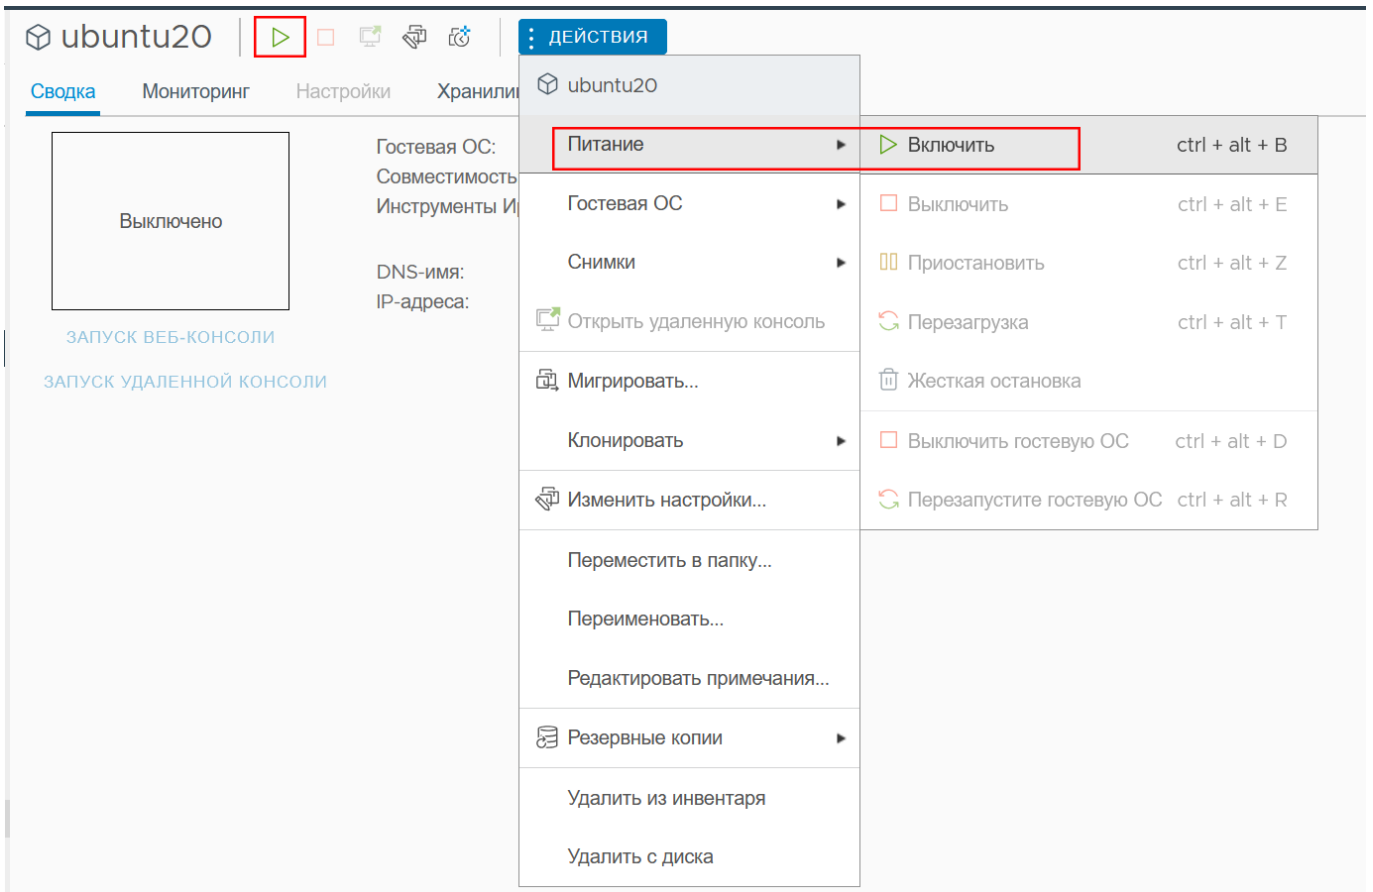 ubuntu20
ДЕЙСТВИЯ
Сводка Мониторинг Настройки
ubuntu20
Выключено
Гостевая ОС:
Совместимость
Инструменты
DNS-имя:
IP-адреса:
ЗАПУСК ВЕБ-КОНСОЛИ
ЗАПУСК УДАЛЕННОЙ КОНСОЛИ
Питание
Гостевая ОС
Снимки
Открыть удаленную консоль
Мигрировать...
Клонировать
Изменить настройки...
Переместить в папку...
Переименовать...
Редактировать примечания...
Резервные копии
Удалить из инвентаря
Удалить с диска
Включить ctrl + alt + B
Выключить ctrl + alt + E
Приостановить ctrl + alt + Z
Перезагрузка ctrl + alt + T
Жесткая остановка
Выключить гостевую ОС ctrl + alt + D
Перезапустите гостевую ОС ctrl + alt + R